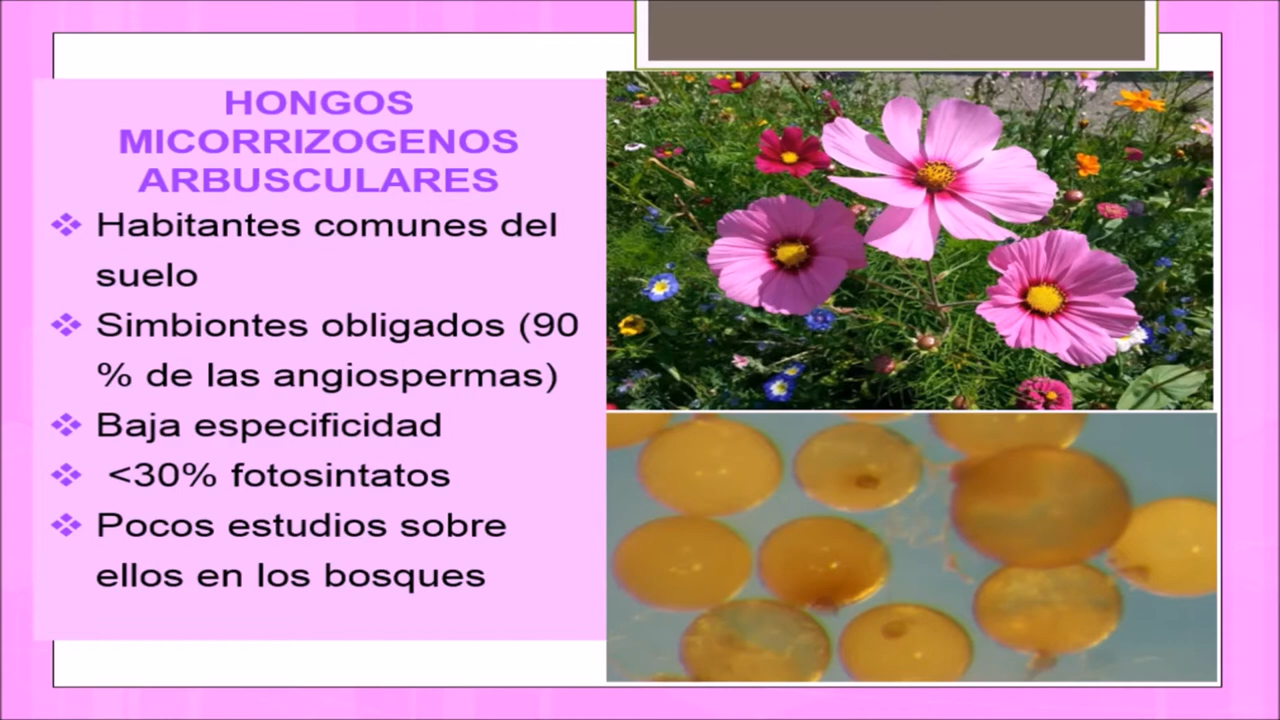 HONGOS
MICORRIZOGENOS
ARBUSCULARES
Habitantes comunes del
suelo
Simbiontes obligados (90
% de las angiospermas)
Baja especificidad
<30% fotosintatos
Pocos estudios sobre
ellos en los bosques